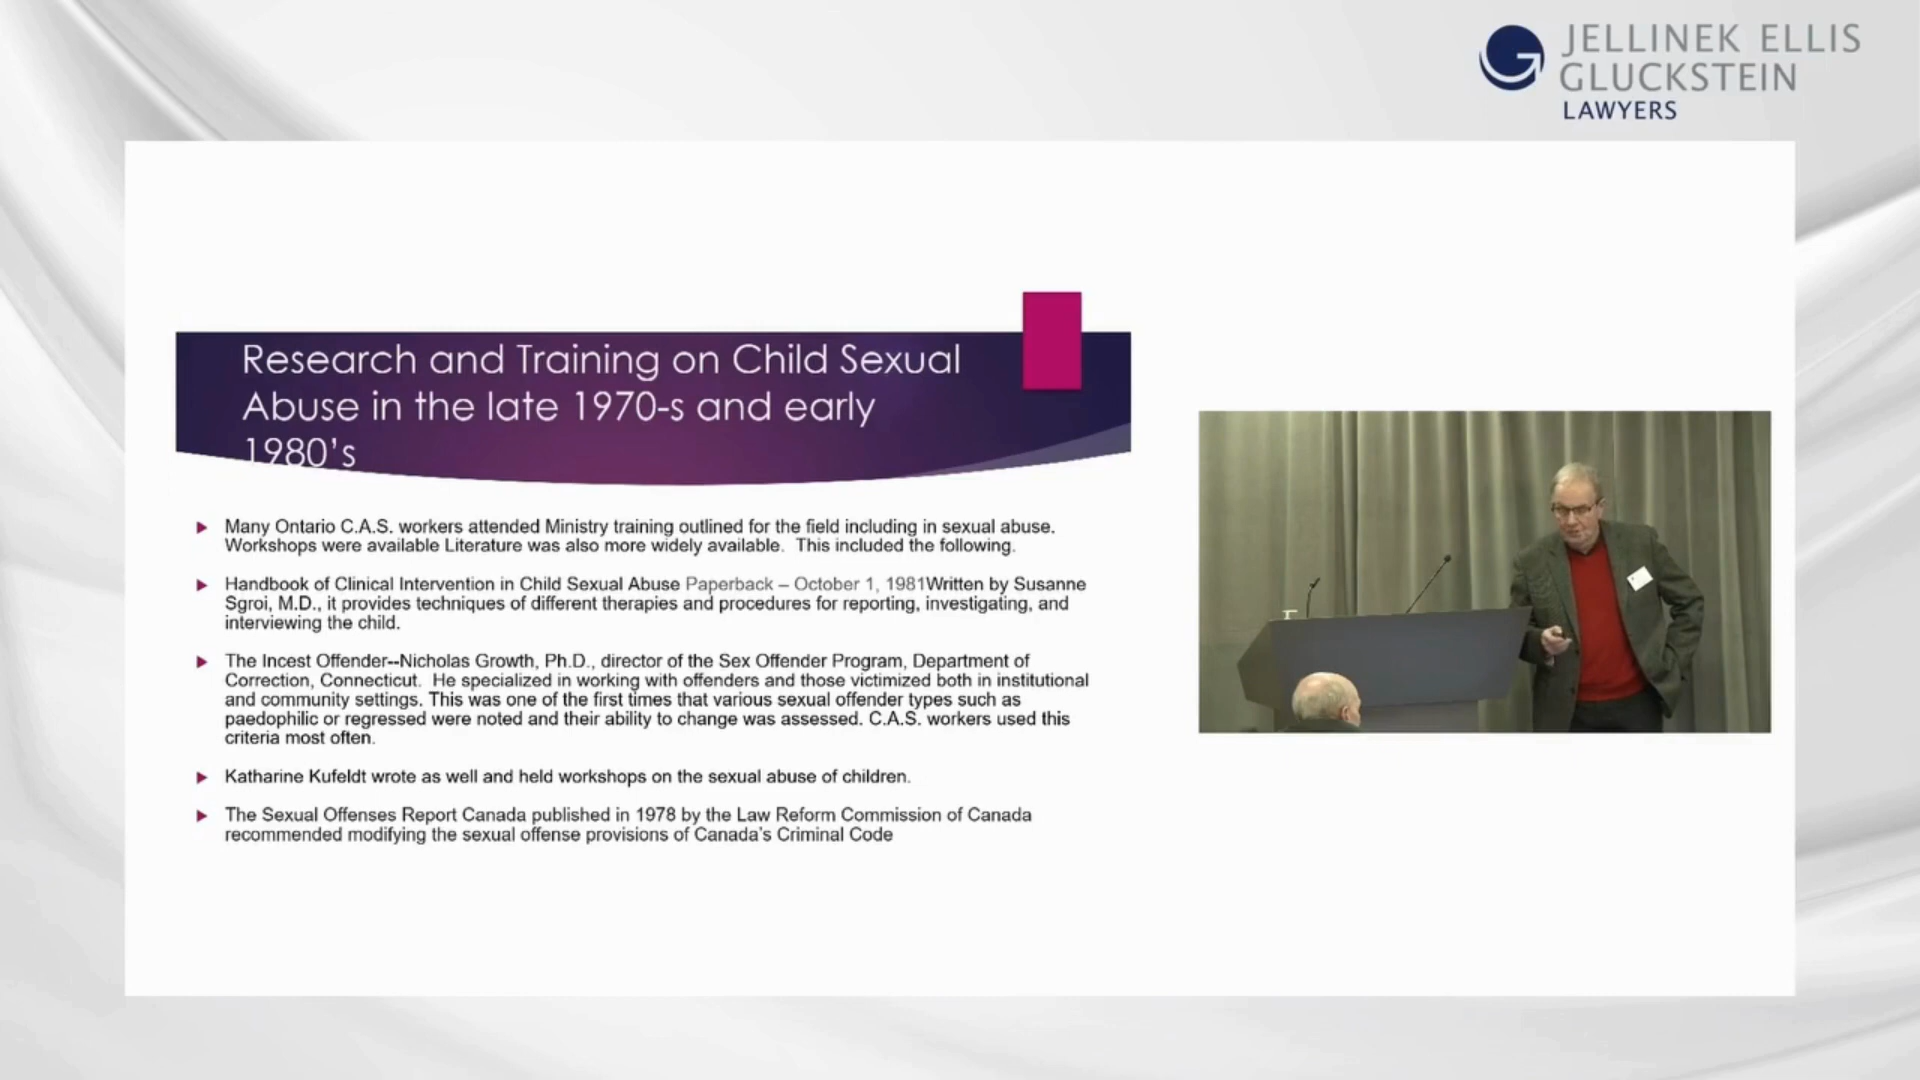 JELLINEK ELLIS
GLUCKSTEIN
LAWYERS
Research and Training on Child Sexual
Abuse in the late 1970-s and early
1980's
Many Ontario C.A.S. workers attended Ministry training outlined for the field including in sexual abuse.
Workshops were available Literature was also more widely available.  This included the following.
Handbook of Clinical Intervention in Child Sexual Abuse Paperback – October 1, 1981Written by Susanne
Sgroi, M.D., it provides techniques of different therapies and procedures for reporting, investigating, and
interviewing the child.
The Incest Offender--Nicholas Growth, Ph.D., director of the Sex Offender Program, Department of
Correction, Connecticut.  He specialized in working with offenders and those victimized both in institutional
and community settings. This was one of the first times that various sexual offender types such as
paedophilic or regressed were noted and their ability to change was assessed. C.A.S. workers used this
criteria most often.
Katharine Kufeldt wrote as well and held workshops on the sexual abuse of children.
The Sexual Offenses Report Canada published in 1978 by the Law Reform Commission of Canada
recommended modifying the sexual offense provisions of Canada's Criminal Code